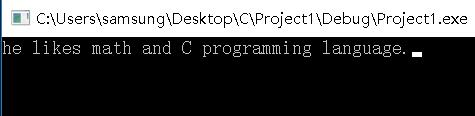 C:\Users\samsung\Desktop\C\Project1\Debug\Project1.exe
he likes math and C programming language.